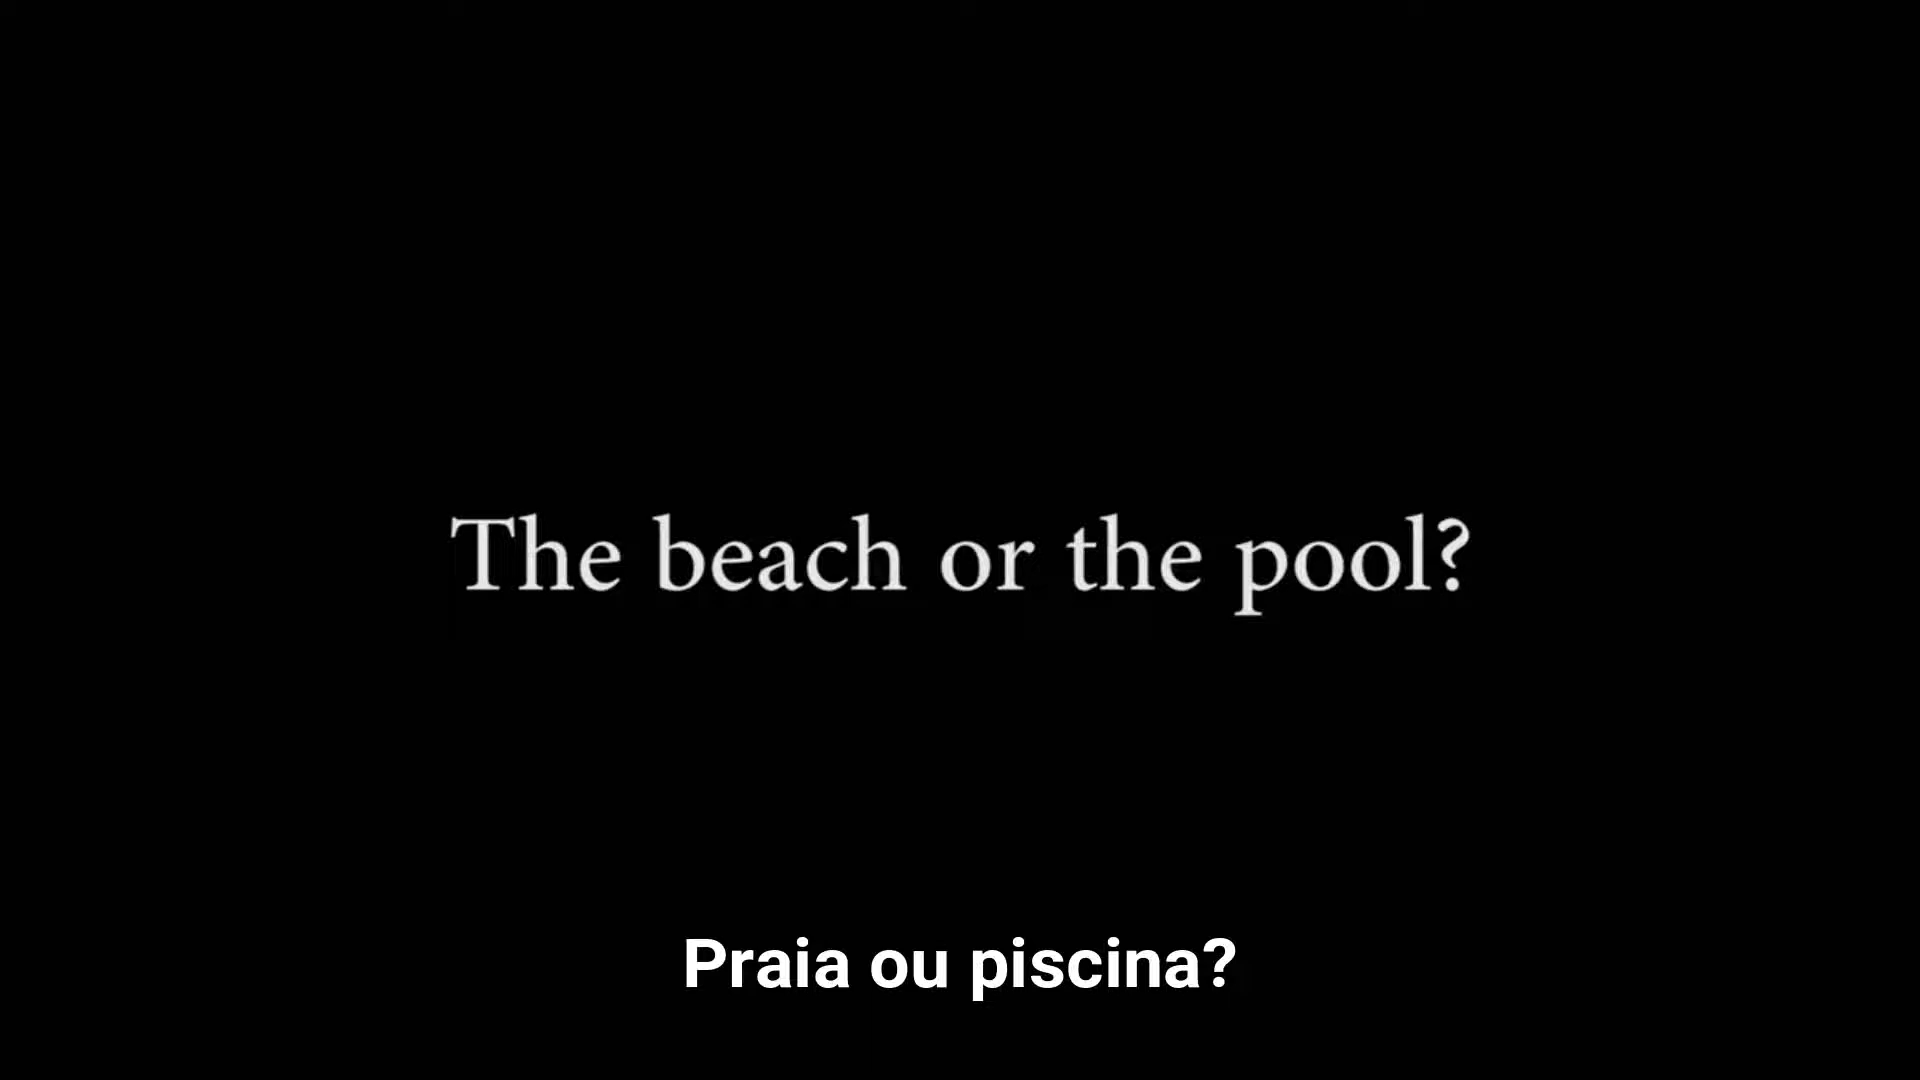 The beach or the pool?
Praia ou piscina?